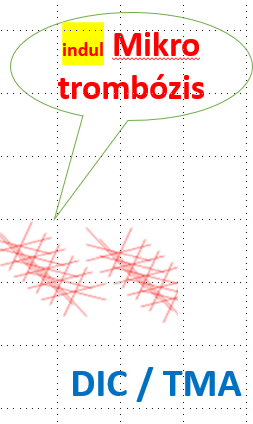 indul Mikro
trombózis
DIC / TMA